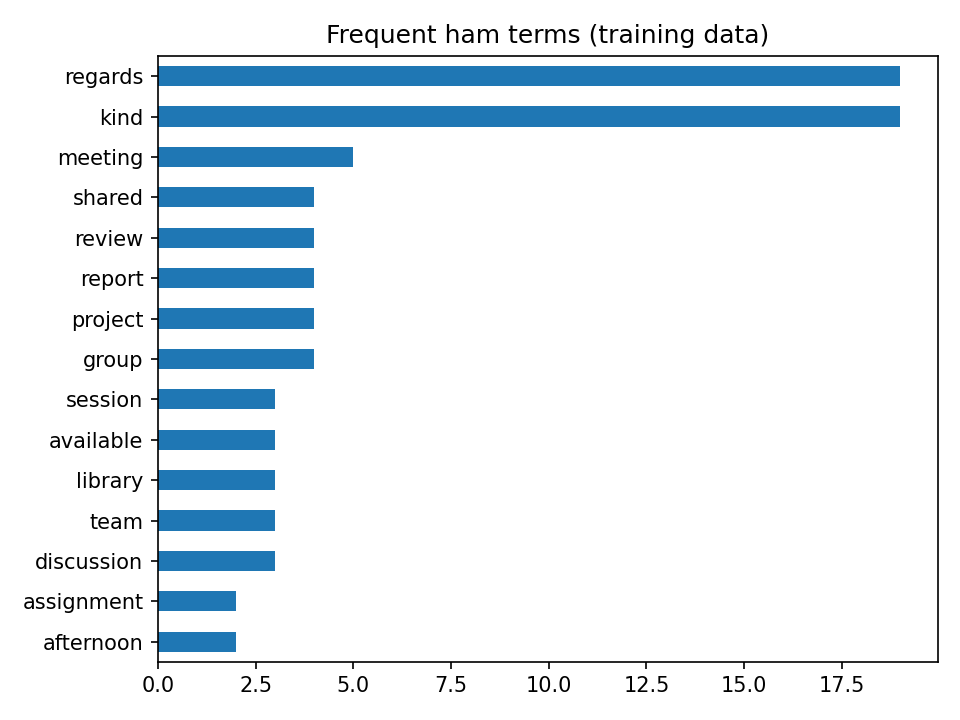 Frequent ham terms (training data)
regards
kind
meeting
shared
review
report
project
group
session
available
library
team
discussion
assignment
afternoon
0.0 2.5 5.0 7.5 10.0 12.5 15.0 17.5